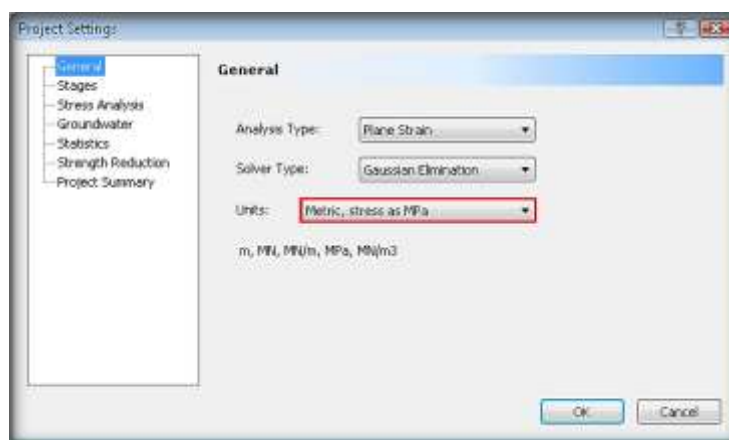 Project Settings
General
Stages
Stress Analysis
Groundwater
Statistics
Strength Reduction
Project Summary
General
Analysis Type: Plane Strain
Solver Type: Gaussian Elimination
Units: Metric, stress as MPa
m, MN, MN/m, MPa, MN/m3
OK Cancel